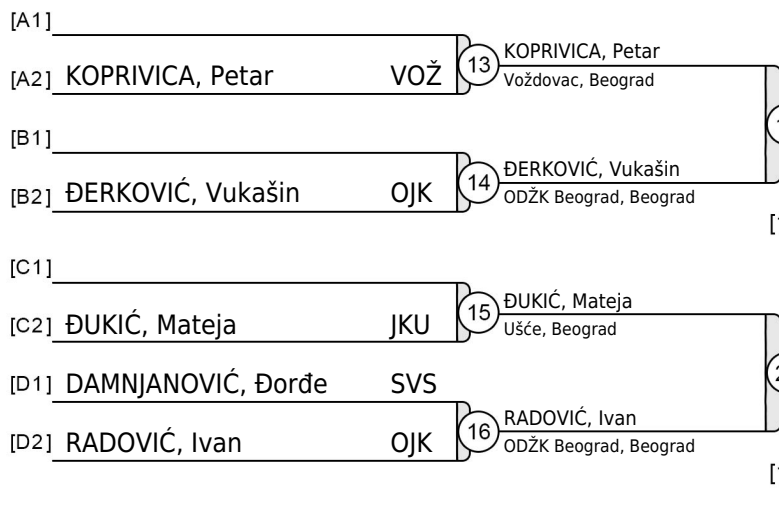 [A1]
[A2] KOPRIVICA, Petar VOŽ
13
KOPRIVICA, Petar
Voždovac, Beograd
[B1]
[B2] ĐERKOVIĆ, Vukašin OJK
14
ĐERKOVIĆ, Vukašin
ODŽK Beograd, Beograd
[C1]
[C2] ĐUKIĆ, Mateja JKU
15
ĐUKIĆ, Mateja
Ušće, Beograd
[D1] DAMNJANOVIĆ, Đorđe SVS
[D2] RADOVIĆ, Ivan OJK
16
RADOVIĆ, Ivan
ODŽK Beograd, Beograd